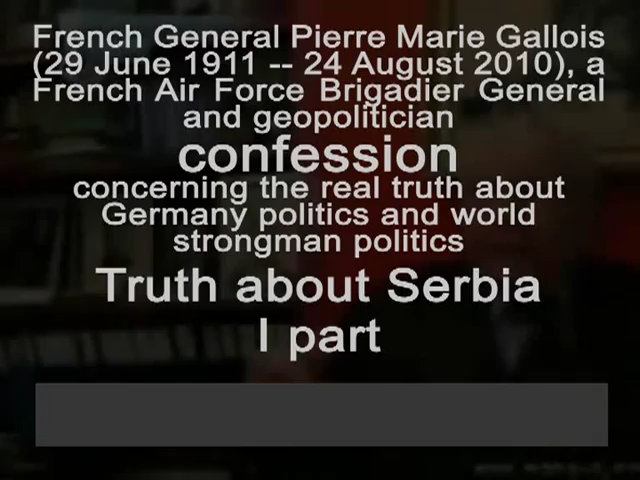 French General Pierre Marie Gallois
(29 June 1911 -- 24 August 2010), a
French Air Force Brigadier General
and geopolitician
confession
concerning the real truth about
Germany politics and world
strongman politics
Truth about Serbia
I part